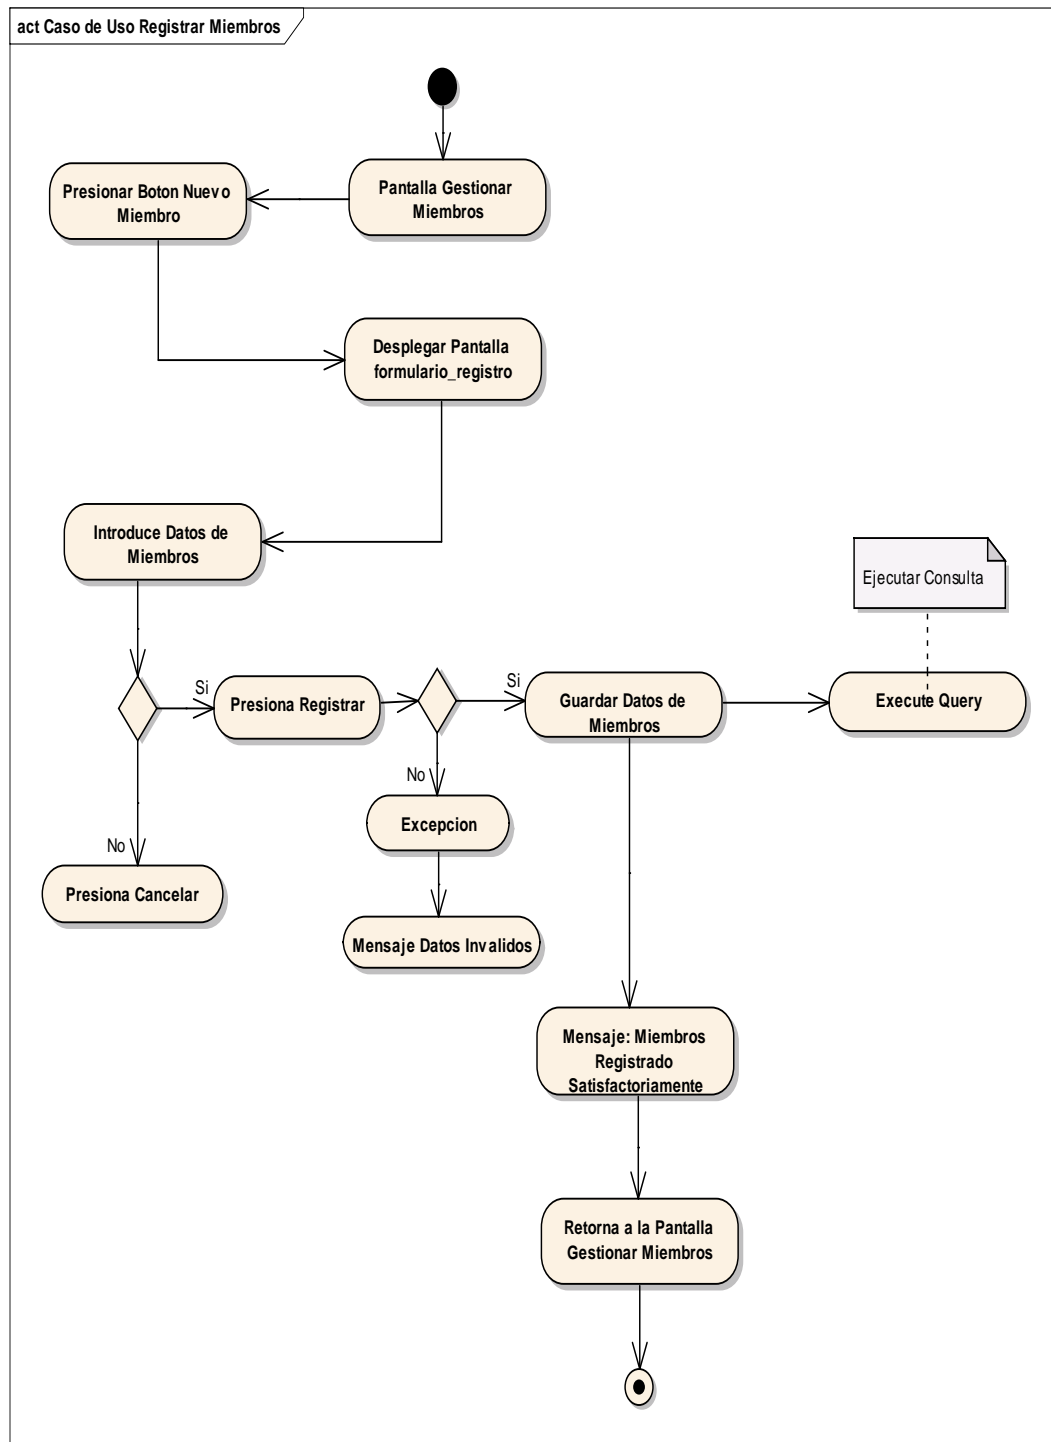 act Caso de Uso Registrar Miembros
Pantalla Gestionar
Miembros
Presionar Boton Nuevo
Miembro
Desplegar Pantalla
formulario_registro
Introduce Datos de
Miembros
Ejecutar Consulta
Si
Presiona Registrar
Si
Guardar Datos de
Miembros
Execute Query
No
Excepcion
No
Presiona Cancelar
Mensaje Datos Invalidos
Mensaje: Miembros
Registrado
Satisfactoriamente
Retorna a la Pantalla
Gestionar Miembros